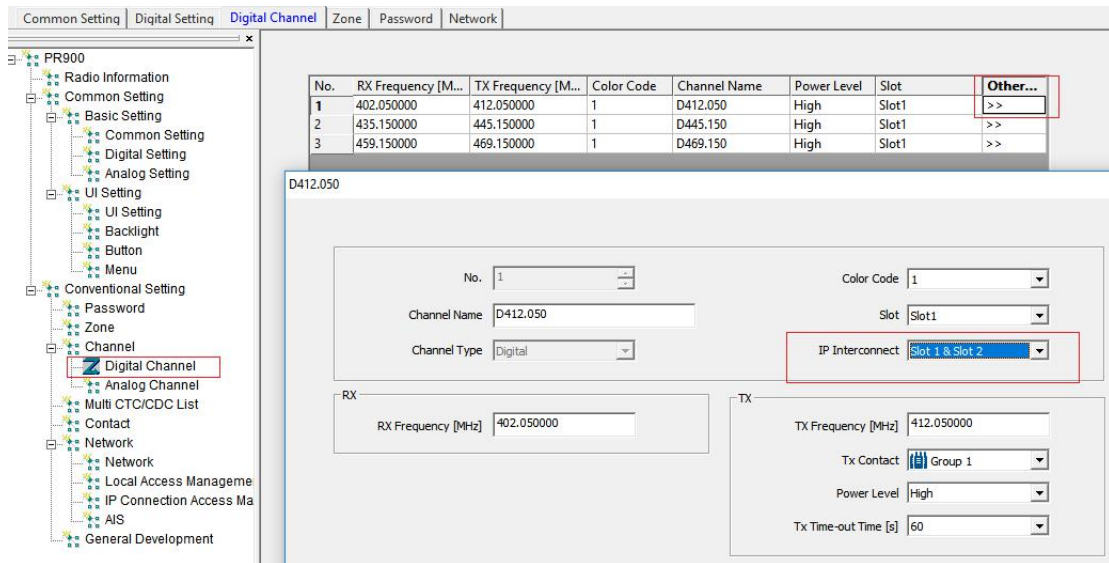 Common Setting Digital Setting Digital Channel Zone Password Network
x
PR900
Radio Information
Common Setting
Basic Setting
Common Setting
Digital Setting
Analog Setting
UI Setting
UI Setting
Backlight
Button
Menu
Conventional Setting
Password
Zone
Channel
Digital Channel
Analog Channel
Multi CTC/CDC List
Contact
Network
Network
Local Access Manageme
IP Connection Access Ma
AIS
General Development
No. RX Frequency [M... TX Frequency [M... Color Code Channel Name Power Level Slot Other...
1 402.050000 412.050000 1 D412.050 High Slot1 >>
2 435.150000 445.150000 1 D445.150 High Slot1 >>
3 459.150000 469.150000 1 D469.150 High Slot1 >>
D412.050
No. 1 Color Code 1
Channel Name D412.050 Slot Slot1
Channel Type Digital IP Interconnect Slot 1 & Slot 2
RX TX
RX Frequency [MHz] 402.050000 TX Frequency [MHz] 412.050000
Tx Contact Group 1
Power Level High
Tx Time-out Time [s] 60